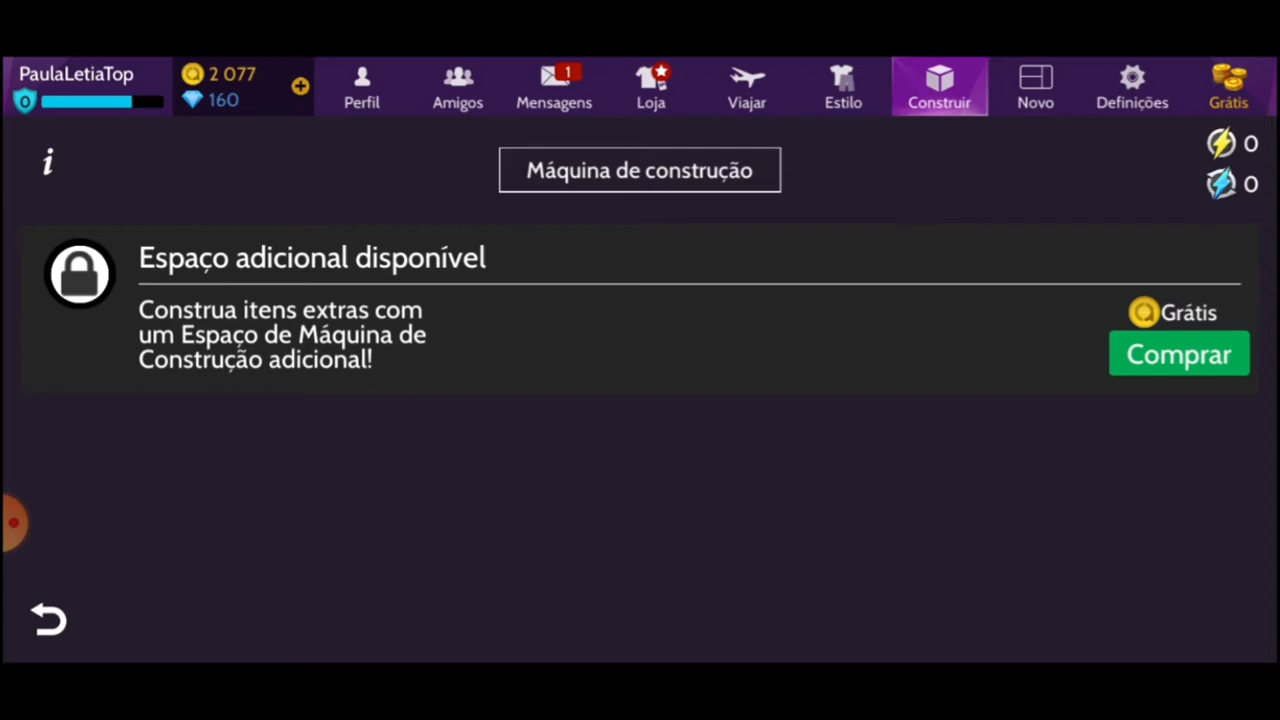 PaulaLetiaTop
0
2 077
160
Perfil
Amigos
1
Mensagens
Loja
Viajar
Estilo
Construir
Novo
Definições
Grátis
i
Máquina de construção
0
0
Espaço adicional disponível
Construa itens extras com
um Espaço de Máquina de
Construção adicional!
Grátis
Comprar